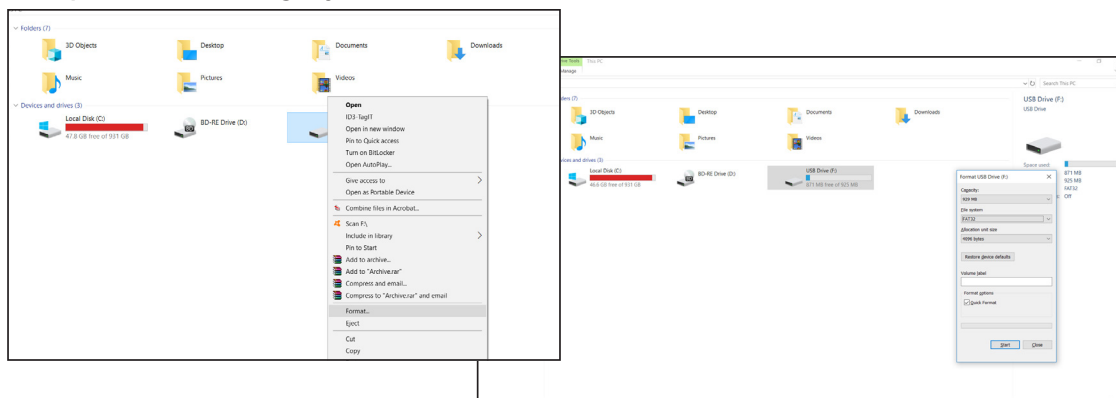 Folders (7)
3D Objects
Desktop
Documents
Downloads
Music
Pictures
Videos
Devices and drives (3)
Local Disk (C:)
47.8 GB free of 931 GB
BD-RE Drive (D:)
Open
ID3-TagIT
Open in new window
Pin to Quick access
Turn on BitLocker
Open AutoPlay...
Give access to
Open as Portable Device
Combine files in Acrobat...
Scan F:\
Include in library
Pin to Start
Add to archive...
Add to "Archive.rar"
Compress and email...
Compress to "Archive.rar" and email
Format...
Eject
Cut
Copy
Tools This PC
Manage
Search This PC
(7)
3D Objects
Desktop
Documents
Downloads
Music
Pictures
Videos
and drives (3)
Local Disk (C:)
46.6 GB free of 931 GB
BD-RE Drive (D:)
USB Drive (F:)
871 MB free of 925 MB
USB Drive (F:)
USB Drive
Space used:
871 MB
925 MB
FAT32
Off
Format USB Drive (F:)
Capacity:
929 MB
File system
FAT32
Allocation unit size
4096 bytes
Restore device defaults
Volume label
Format options
Quick Format
Start
Close